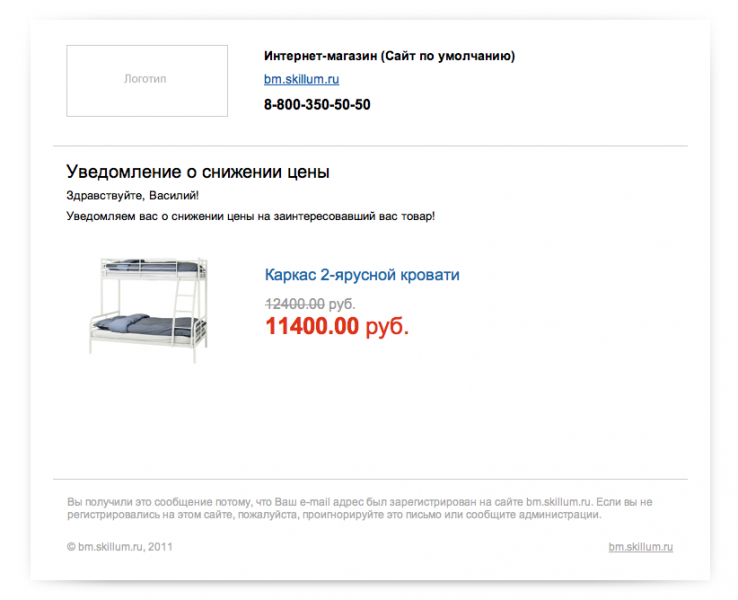 Логотип
Интернет-магазин (Сайт по умолчанию)
bm.skillum.ru
8-800-350-50-50
Уведомление о снижении цены
Здравствуйте, Василий!
Уведомляем вас о снижении цены на заинтересовавший вас товар!
Каркас 2-ярусной кровати
12400.00 руб.
11400.00 руб.
Вы получили это сообщение потому, что Ваш e-mail адрес был зарегистрирован на сайте bm.skillum.ru. Если вы не
регистрировались на этом сайте, пожалуйста, проигнорируйте это письмо или сообщите администрации.
© bm.skillum.ru, 2011
bm.skillum.ru